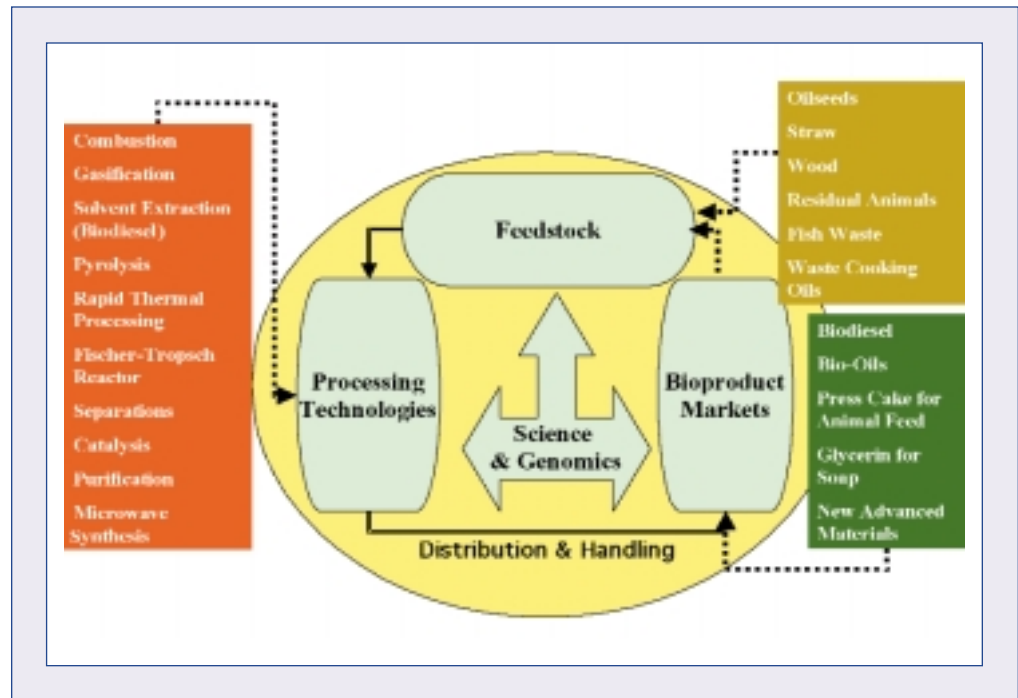 Combustion
Gasification
Solvent Extraction
(Biodiesel)
Pyrolysis
Rapid Thermal
Processing
Fischer-Tropsch
Reactor
Separations
Catalysis
Purification
Microwave
Synthesis
Feedstock
Processing
Technologies
Science
& Genomics
Bioproduct
Markets
Distribution & Handling
Oilseeds
Straw
Wood
Residual Animals
Fish Waste
Waste Cooking
Oils
Biodiesel
Bio-Oils
Press Cake for
Animal Feed
Glycerin for
Soup
New Advanced
Materials